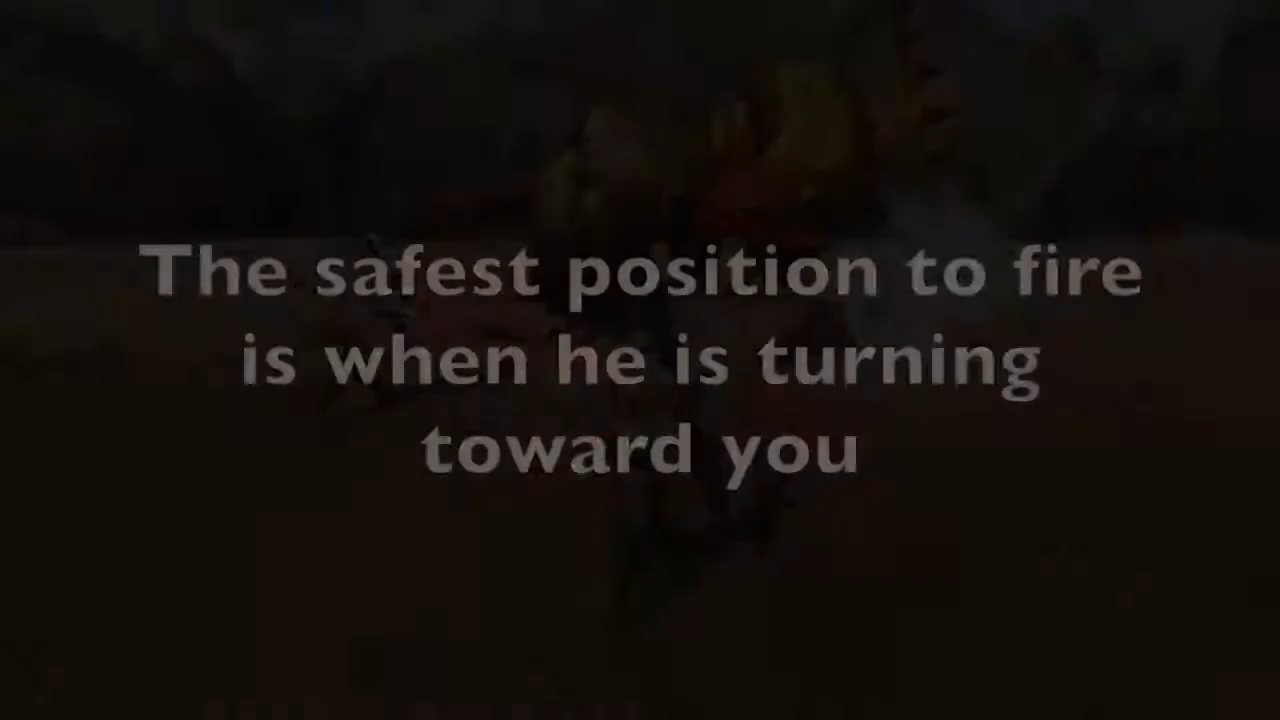 The safest position to fire
is when he is turning
toward you